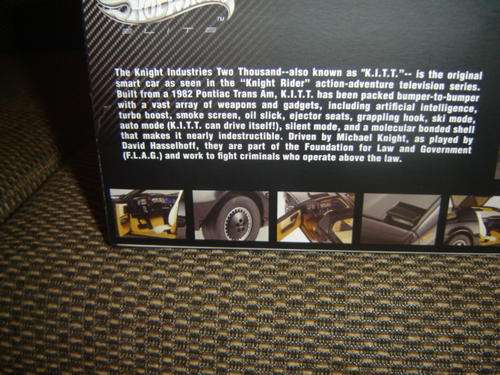 ELITE
TM
The Knight Industries Two Thousand--also known as "K.I.T.T."-- is the original
smart car as seen in the "Knight Rider" action-adventure television series.
Built from a 1982 Pontiac Trans Am, K.I.T.T. has been packed bumper-to-bumper
with a vast array of weapons and gadgets, including artificial intelligence,
turbo boost, smoke screen, oil slick, ejector seats, grappling hook, ski mode,
auto mode (K.I.T.T. can drive itself!), silent mode, and a molecular bonded shell
that makes it nearly indestructible. Driven by Michael Knight, as played by
David Hasselhoff, they are part of the Foundation for Law and Government
(F.L.A.G.) and work to fight criminals who operate above the law.